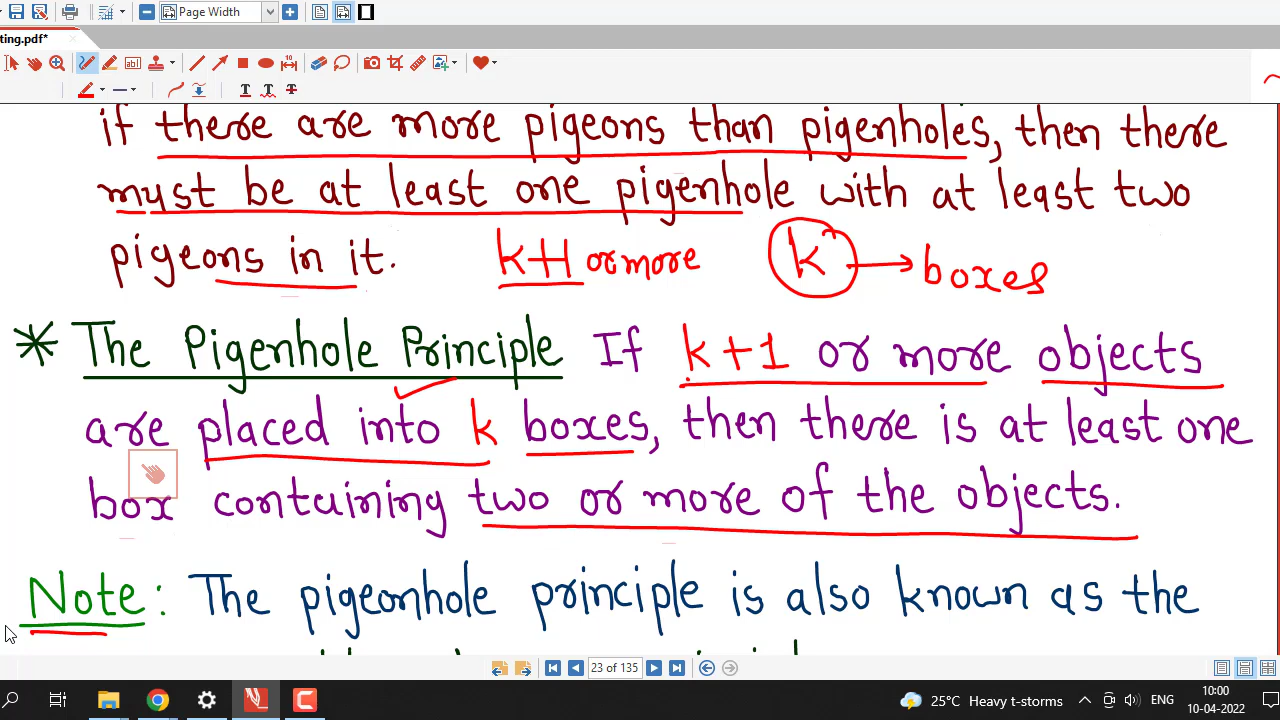 Page Width
ting.pdf*
if there are more pigeons than pigenholes, then there
must be at least one pigenhole with at least two
pigeons in it. k+1 or more k → boxes
* The Pigenhole Principle If k+1 or more objects
are placed into k boxes, then there is at least one
box containing two or more of the objects.
Note: The pigeonhole principle is also known as the
23 of 135
25°C Heavy t-storms ENG 10:00
10-04-2022